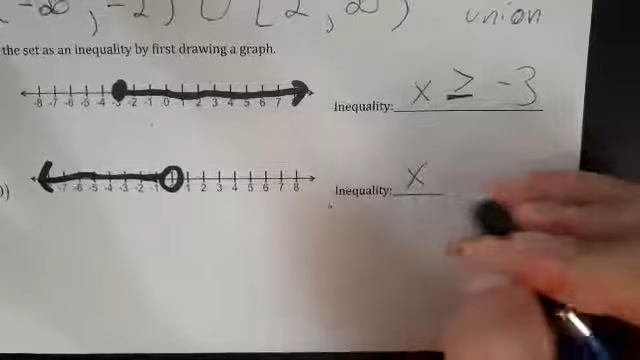 -∞, -2) ∪ [2, ∞) union
the set as an inequality by first drawing a graph.
-8 -7 -6 -5 -4 -3 -2 -1 0 1 2 3 4 5 6 7
Inequality: x ≥ -3
-7 -6 -5 -4 -3 -2 -1 1 2 3 4 5 6 7 8
Inequality: x